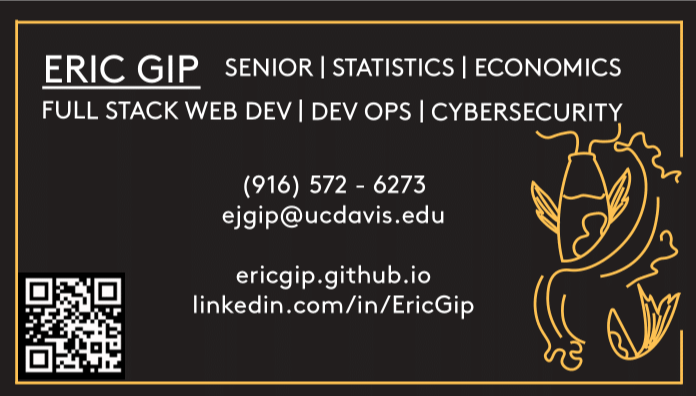 ERIC GIP SENIOR | STATISTICS | ECONOMICS
FULL STACK WEB DEV | DEV OPS | CYBERSECURITY
(916) 572 - 6273
ejgip@ucdavis.edu
ericgip.github.io
linkedin.com/in/EricGip